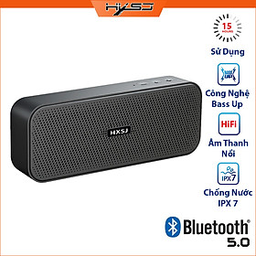 HXSJ
15
HOURS
Sử Dụng
Công Nghệ
Bass Up
HiFi
Âm Thanh
Nổi
IPX7
Chống Nước
IPX 7
HXSJ
Bluetooth®
5.0